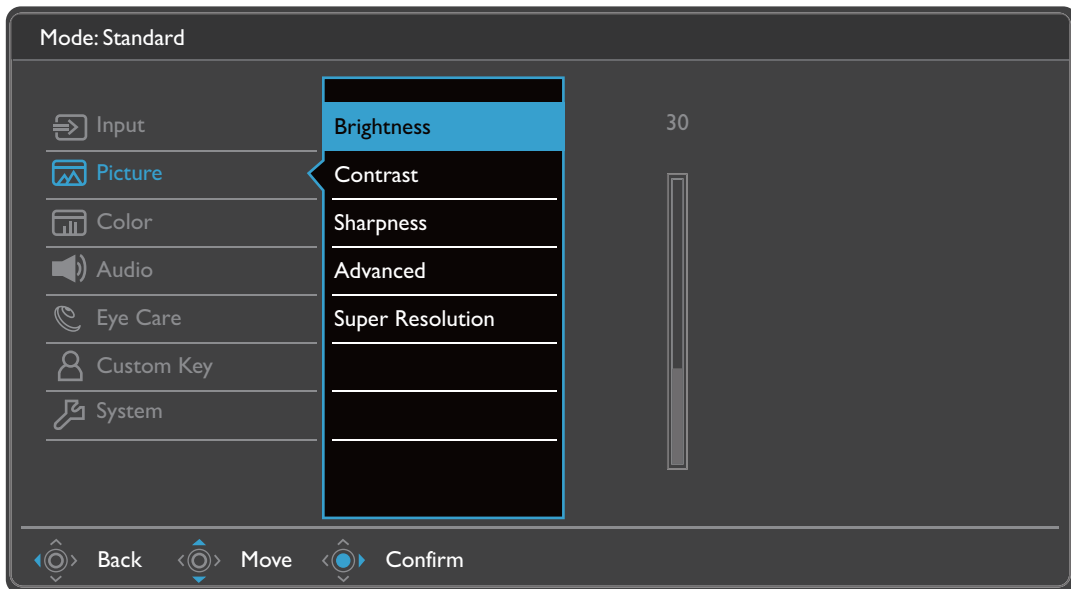 Mode: Standard
Input
Picture
Color
Audio
Eye Care
Custom Key
System
Brightness
Contrast
Sharpness
Advanced
Super Resolution
30
Back Move Confirm